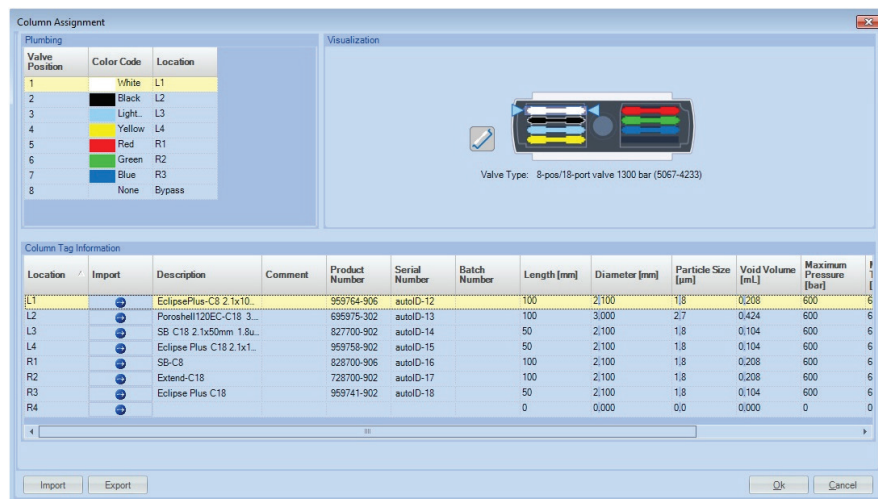 Column Assignment
Plumbing
Valve Position Color Code Location
1 White L1
2 Black L2
3 Light.. L3
4 Yellow L4
5 Red R1
6 Green R2
7 Blue R3
8 None Bypass
Visualization
Valve Type: 8-pos/18-port valve 1300 bar (5067-4233)
Column Tag Information
Location Import Description Comment Product Number Serial Number Batch Number Length [mm] Diameter [mm] Particle Size [µm] Void Volume [mL] Maximum Pressure [bar]
L1 EclipsePlus-C8 2.1x10.. 959764-906 autoID-12 100 2,100 1,8 0,208 600 6
L2 Poroshell120EC-C18 3... 695975-302 autoID-13 100 3,000 2,7 0,424 600 6
L3 SB C18 2.1x50mm 1.8u.. 827700-902 autoID-14 50 2,100 1,8 0,104 600 6
L4 Eclipse Plus C18 2.1x1.. 959758-902 autoID-15 50 2,100 1,8 0,104 600 6
R1 SB-C8 828700-906 autoID-16 100 2,100 1,8 0,208 600 6
R2 Extend-C18 728700-902 autoID-17 100 2,100 1,8 0,208 600 6
R3 Eclipse Plus C18 959741-902 autoID-18 50 2,100 1,8 0,104 600 6
R4 0 0,000 0,0 0,000 0 0
Import Export Ok Cancel